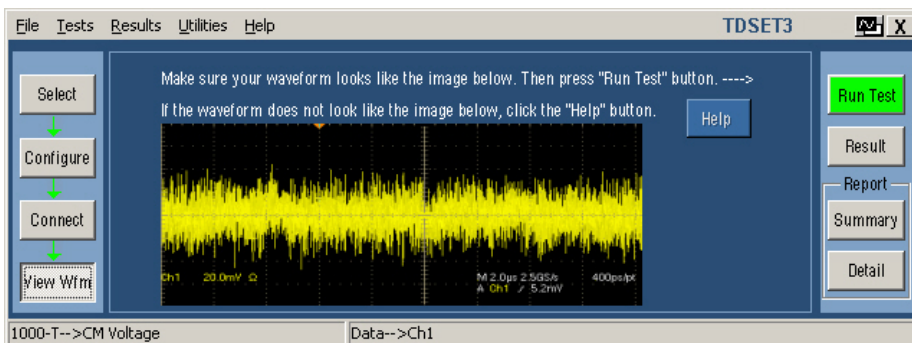 File Tests Results Utilities Help TDSET3 X
Make sure your waveform looks like the image below. Then press "Run Test" button. ---->
If the waveform does not look like the image below, click the "Help" button.
Help
Select
Configure
Connect
View Wfm
Ch1 20.0mV Ω M 2.0µs 2.5GS/s 400ps/pt
A Ch1 / 5.2mV
Run Test
Result
Report
Summary
Detail
1000-T-->CM Voltage Data-->Ch1